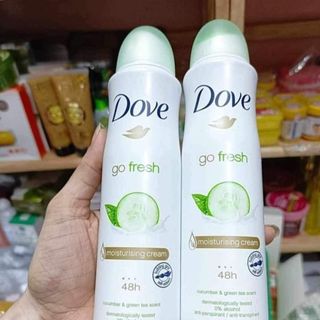 Dove
go fresh
moisturising cream
48h
cucumber & green tea scent
dermatologically tested
0% alcohol
anti-perspirant
Dove
go fresh
moisturising cream
48h
cucumber & green tea scent
dermatologically tested
0% alcohol
anti-perspirant / anti-transpirant